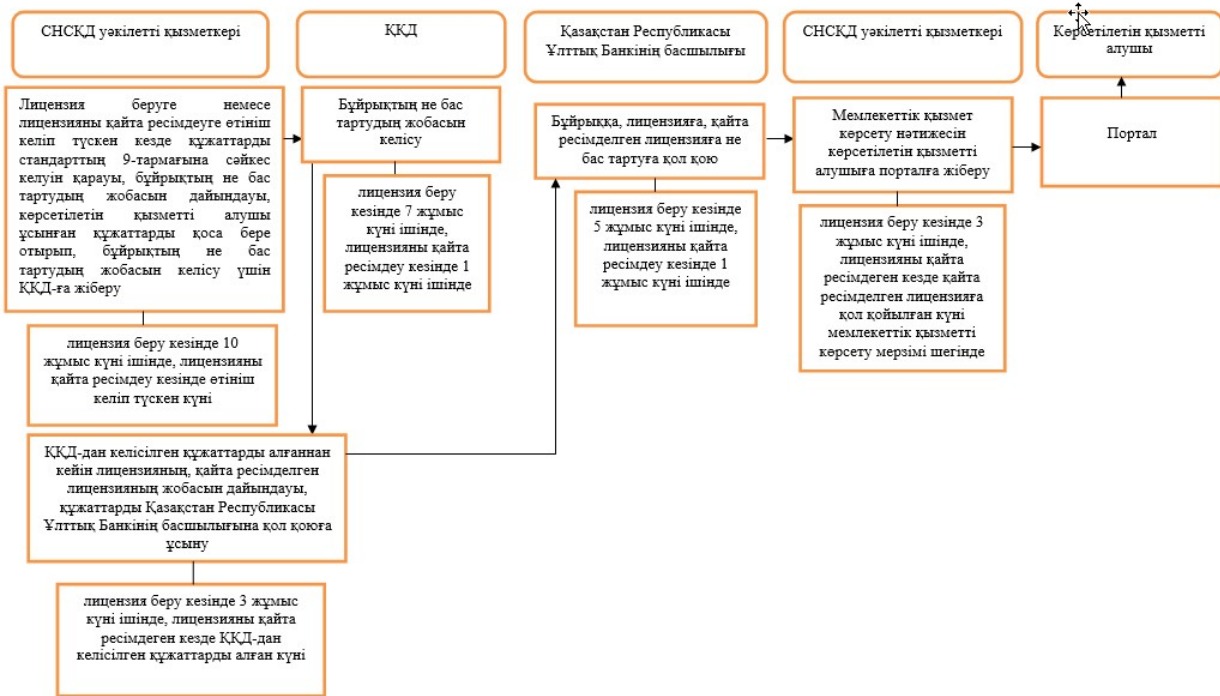 СНСҚД уәкілетті қызметкері
ҚҚД
Қазақстан Республикасы
Ұлттық Банкінің басшылығы
СНСҚД уәкілетті қызметкері
Көрсетілетін қызметті
алушы
Лицензия беруге немесе
лицензияны қайта ресімдеуге өтініш
келіп түскен кезде құжаттарды
стандарттың 9-тармағына сәйкес
келуін қарауы, бұйрықтың не бас
тартудың жобасын дайындауы,
көрсетілетін қызметті алушы
ұсынған құжаттарды қоса бере
отырып, бұйрықтың не бас
тартудың жобасын келісу үшін
ҚҚД-ға жіберу
Бұйрықтың не бас
тартудың жобасын
келісу
Бұйрыққа, лицензияға, қайта
ресімделген лицензияға не
бас тартуға қол қою
Мемлекеттік қызмет
көрсету нәтижесін
көрсетілетін қызметті
алушыға порталға жіберу
Портал
лицензия беру
кезінде 7 жұмыс
күні ішінде,
лицензияны қайта
ресімдеу кезінде 1
жұмыс күні ішінде
лицензия беру кезінде
5 жұмыс күні ішінде,
лицензияны қайта
ресімдеу кезінде 1
жұмыс күні ішінде
лицензия беру кезінде 3
жұмыс күні ішінде,
лицензияны қайта
ресімдеген кезде қайта
ресімделген лицензияға
қол қойылған күні
мемлекеттік қызметті
көрсету мерзімі шегінде
лицензия беру кезінде 10
жұмыс күні ішінде, лицензияны
қайта ресімдеу кезінде өтініш
келіп түскен күні
ҚҚД-дан келісілген құжаттарды алғаннан
кейін лицензияның, қайта ресімделген
лицензияның жобасын дайындауы,
құжаттарды Қазақстан Республикасы
Ұлттық Банкінің басшылығына қол қоюға
ұсыну
лицензия беру кезінде 3 жұмыс
күні ішінде, лицензияны қайта
ресімдеген кезде ҚҚД-дан
келісілген құжаттарды алған күні